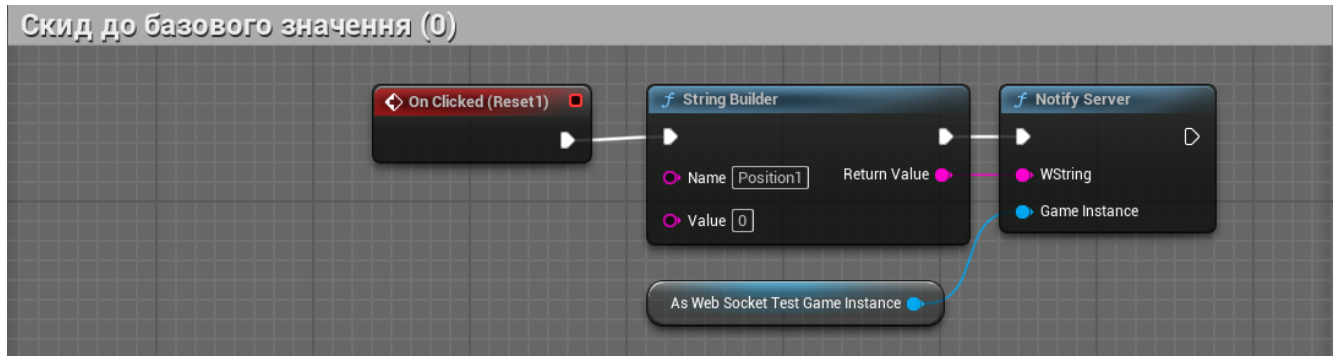 Скид до базового значення (0)
On Clicked (Reset1)
f String Builder
Name Position1
Return Value
Value 0
f Notify Server
WString
Game Instance
As Web Socket Test Game Instance